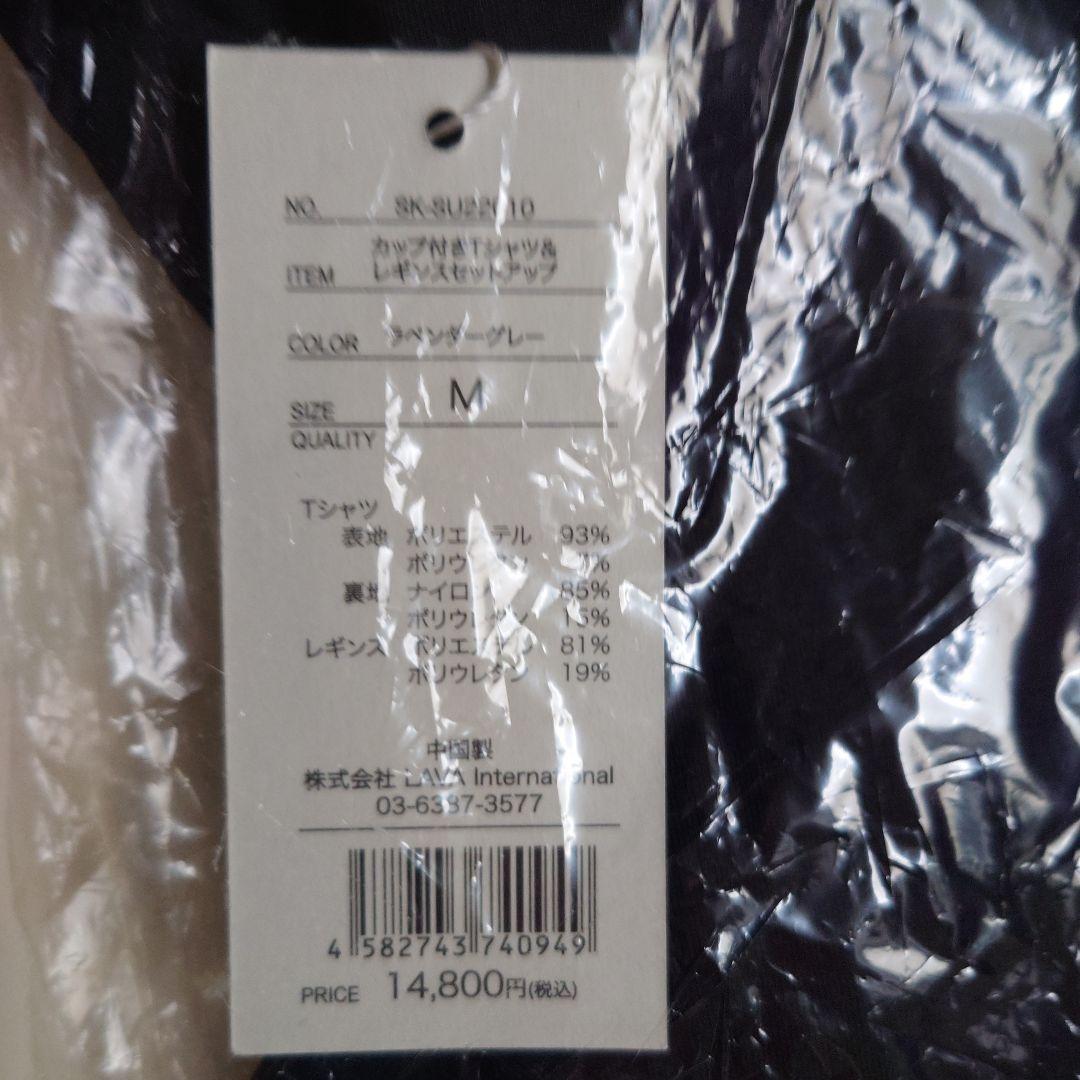 NO. SK-SU22010
カップ付きTシャツ&
ITEM レギンスセットアップ
COLOR ラベンダーグレー
SIZE M
QUALITY
Tシャツ
表地 ポリエステル 93%
ポリウレタン 7%
裏地 ナイロン 85%
ポリウレタン 15%
レギンス ポリエステル 81%
ポリウレタン 19%
中国製
株式会社 LAVA International
03-6387-3577
4 582743 740949
PRICE 14,800円(税込)